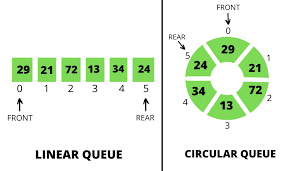 29 21 72 13 34 24
0 1 2 3 4 5
FRONT REAR
LINEAR QUEUE
FRONT
0
REAR
5 29 1
24 21
34 72
4 13 2
3
CIRCULAR QUEUE